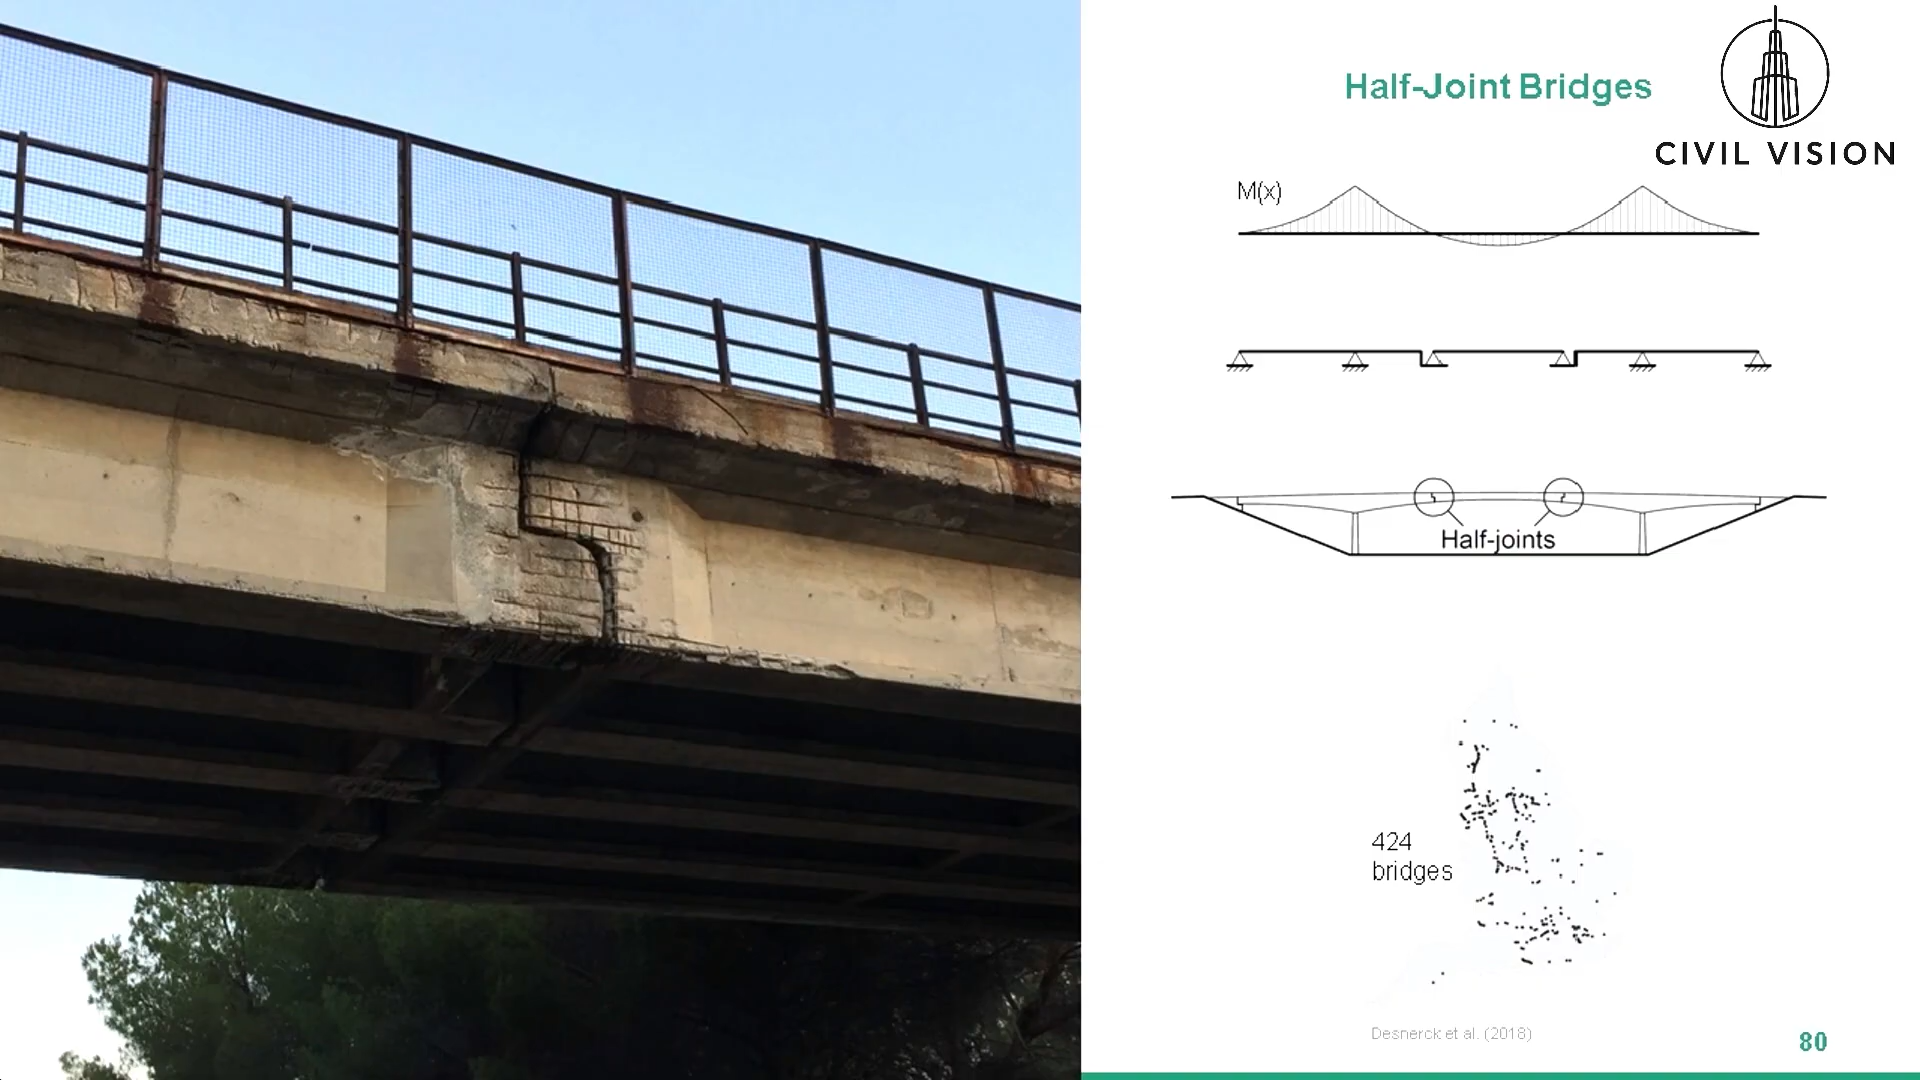 Half-Joint Bridges
CIVIL VISION
M(x)
Half-joints
424
bridges
Desnerck et al. (2018)
80